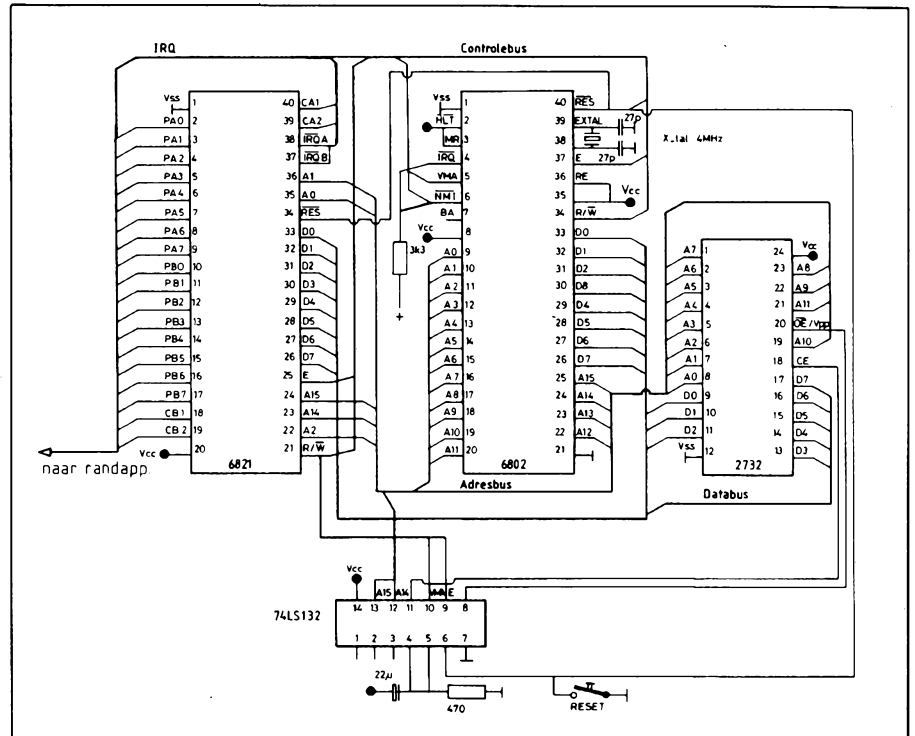 IRQ
Controlebus
Vss 1 40 CA1
PA0 2 39 CA2
PA1 3 38 IRQA
PA2 4 37 IRQB
PA3 5 36 A1
PA4 6 35 A0
PA5 7 34 RES
PA6 8 33 D0
PA7 9 32 D1
PB0 10 31 D2
PB1 11 30 D3
PB2 12 29 D4
PB3 13 28 D5
PB4 14 27 D6
PB5 15 26 D7
PB6 16 25 E
PB7 17 24 A15
CB1 18 23 A14
CB2 19 22 A2
Vcc 20 21 R/W
6821
naar randapp.
Vss 1 40 RES
HLT 2 39 EXTAL 27p
MR 3 38
X_tal 4MHz
IRQ 4 37 E 27p
VMA 5 36 RE
NMI 6 35 Vcc
BA 7 34 R/W
Vcc 8 33 D0
3k3
+
A0 9 32 D1
A1 10 31 D2
A2 11 30 D8
A3 12 29 D4
A4 13 28 D5
A5 14 27 D6
A6 15 26 D7
A7 16 25 A15
A8 17 24 A14
A9 18 23 A13
A10 19 22 A12
A11 20 21
6802
Adresbus
A7 1 24 Vcc
A6 2 23 A8
A5 3 22 A9
A4 4 21 A11
A3 5 20 OE/Vpp
A2 6 19 A10
A1 7 18 CE
A0 8 17 D7
D0 9 16 D6
D1 10 15 D5
D2 11 14 D4
Vss 12 13 D3
2732
Databus
Vcc A15 A14 VMA E
14 13 12 11 10 9 8
74LS132
1 2 3 4 5 6 7
22µ
470
RESET